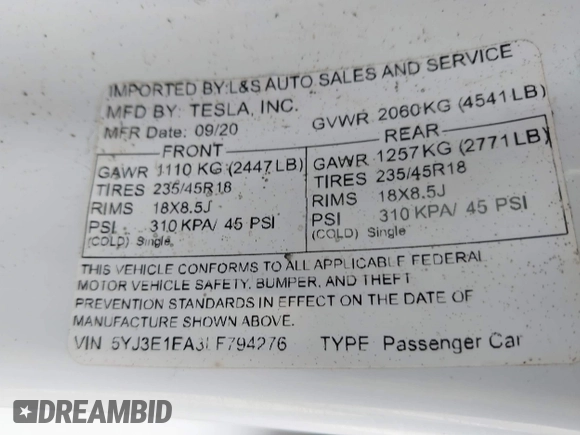 IMPORTED BY:L&S AUTO SALES AND SERVICE
MFD BY: TESLA, INC.
MFR Date: 09/20 GVWR 2060KG (4541LB)
FRONT
GAWR 1110 KG (2447LB)
TIRES 235/45R18
RIMS 18X8.5J
PSI 310KPA/ 45 PSI
(COLD) Single
REAR
GAWR 1257KG (2771LB)
TIRES 235/45R18
RIMS 18X8.5J
PSI 310KPA/ 45 PSI
(COLD) Single
THIS VEHICLE CONFORMS TO ALL APPLICABLE FEDERAL
MOTOR VEHICLE SAFETY, BUMPER, AND THEFT
PREVENTION STANDARDS IN EFFECT ON THE DATE OF
MANUFACTURE SHOWN ABOVE.
VIN 5YJ3E1EA3LF794276 TYPE Passenger Car
DREAMBID